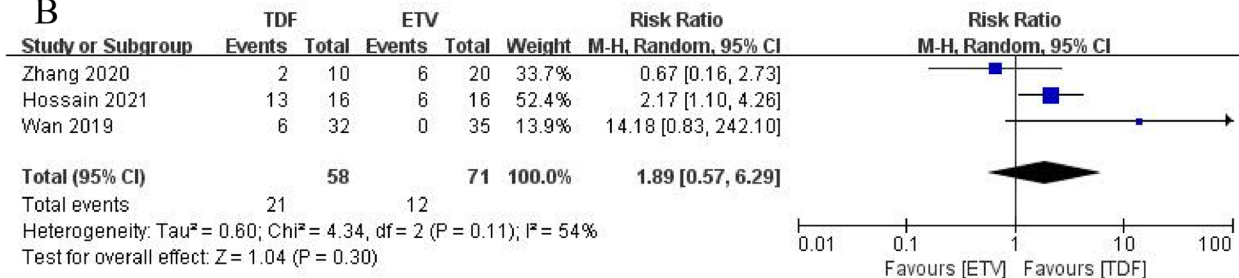 B
TDF ETV Risk Ratio Risk Ratio
Study or Subgroup Events Total Events Total Weight M-H, Random, 95% CI M-H, Random, 95% CI
Zhang 2020 2 10 6 20 33.7% 0.67 [0.16, 2.73]
Hossain 2021 13 16 6 16 52.4% 2.17 [1.10, 4.26]
Wan 2019 6 32 0 35 13.9% 14.18 [0.83, 242.10]
Total (95% CI) 58 71 100.0% 1.89 [0.57, 6.29]
Total events 21 12
Heterogeneity: Tau² = 0.60; Chi² = 4.34, df = 2 (P = 0.11); I² = 54%
Test for overall effect: Z = 1.04 (P = 0.30)
0.01 0.1 1 10 100
Favours [ETV] Favours [TDF]